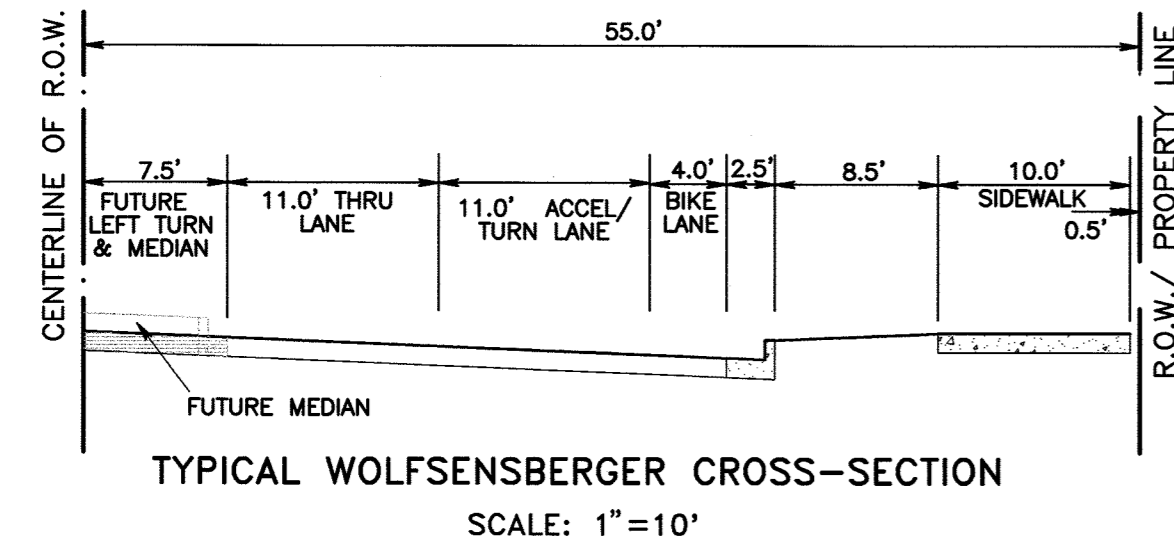 55.0'
CENTERLINE OF R.O.W.
R.O.W./ PROPERTY LINE
7.5'
FUTURE
LEFT TURN
& MEDIAN
11.0' THRU
LANE
11.0' ACCEL/
TURN LANE
4.0'
BIKE
LANE
2.5'
8.5'
10.0'
SIDEWALK
0.5'
FUTURE MEDIAN
TYPICAL WOLFSENSBERGER CROSS-SECTION
SCALE: 1"=10'